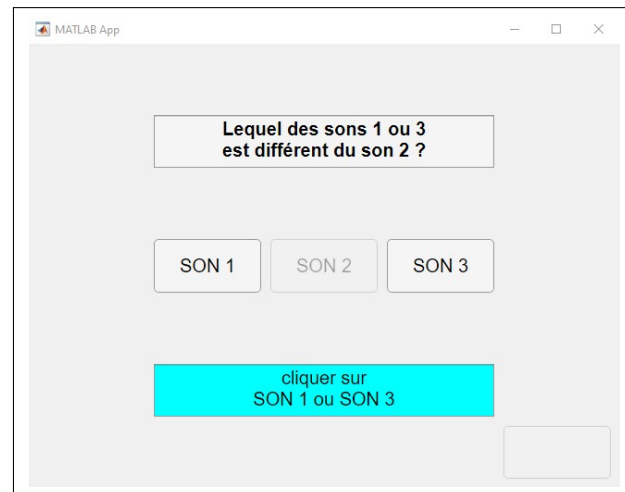 MATLAB App
Lequel des sons 1 ou 3
est différent du son 2 ?
SON 1
SON 2
SON 3
cliquer sur
SON 1 ou SON 3